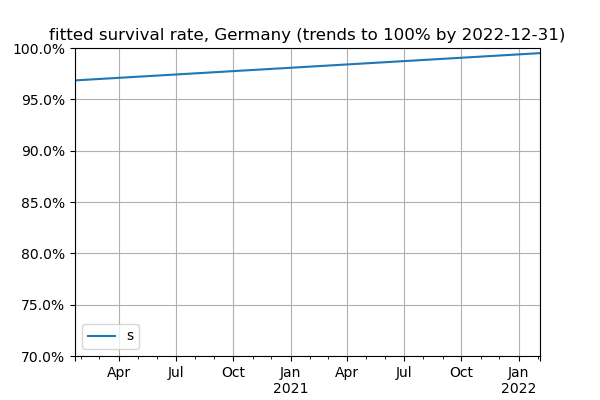 fitted survival rate, Germany (trends to 100% by 2022-12-31)
100.0%
95.0%
90.0%
85.0%
80.0%
75.0%
70.0%
s
Apr Jul Oct Jan Apr Jul Oct Jan
2021 2022